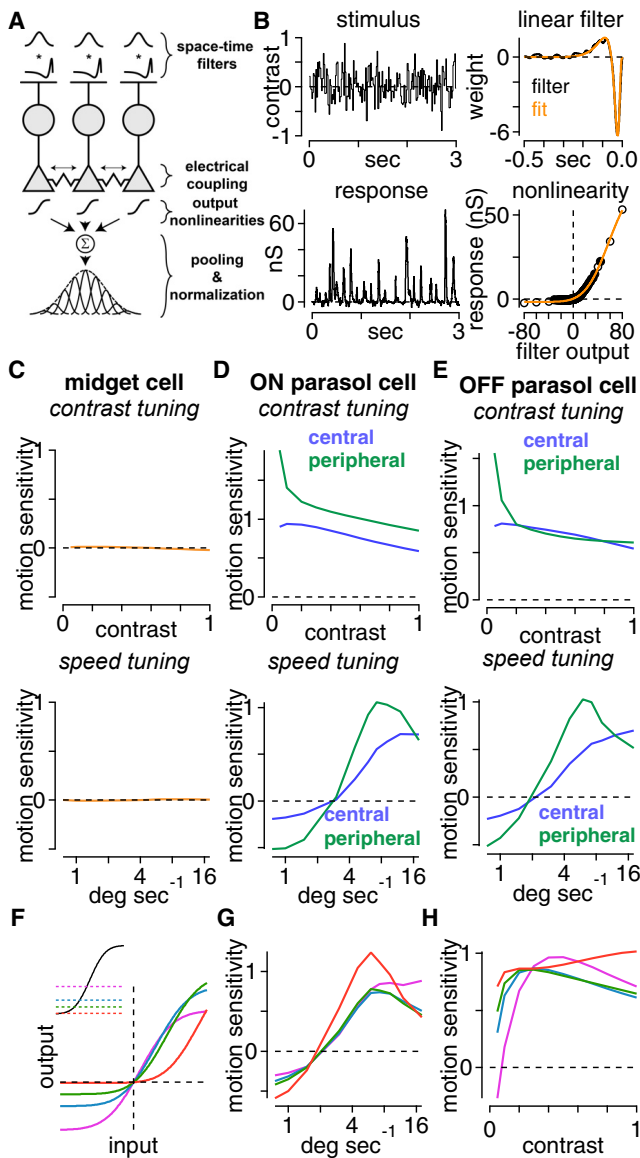 A
space-time
filters
* * *
electrical
coupling
output
nonlinearities
Σ
pooling
&
normalization
B
stimulus
contrast
1
0
-1
0 sec 3
linear filter
weight
0
-6
filter
fit
-0.5 sec 0.0
response
nS
60
0
0 sec 3
nonlinearity
response (nS)
50
0
-80 0 80
filter output
C
midget cell
contrast tuning
motion sensitivity
1
0
0 1
contrast
speed tuning
motion sensitivity
1
0
1 4 16
deg sec-1
D
ON parasol cell
contrast tuning
central
peripheral
motion sensitivity
1
0
0 1
contrast
speed tuning
motion sensitivity
1
0
central
peripheral
1 4 16
deg sec-1
E
OFF parasol cell
contrast tuning
central
peripheral
motion sensitivity
1
0
0 1
contrast
speed tuning
motion sensitivity
1
0
central
peripheral
1 4 16
deg sec-1
F
output
input
G
motion sensitivity
1
0
1 4 16
deg sec-1
H
motion sensitivity
1
0
0 1
contrast